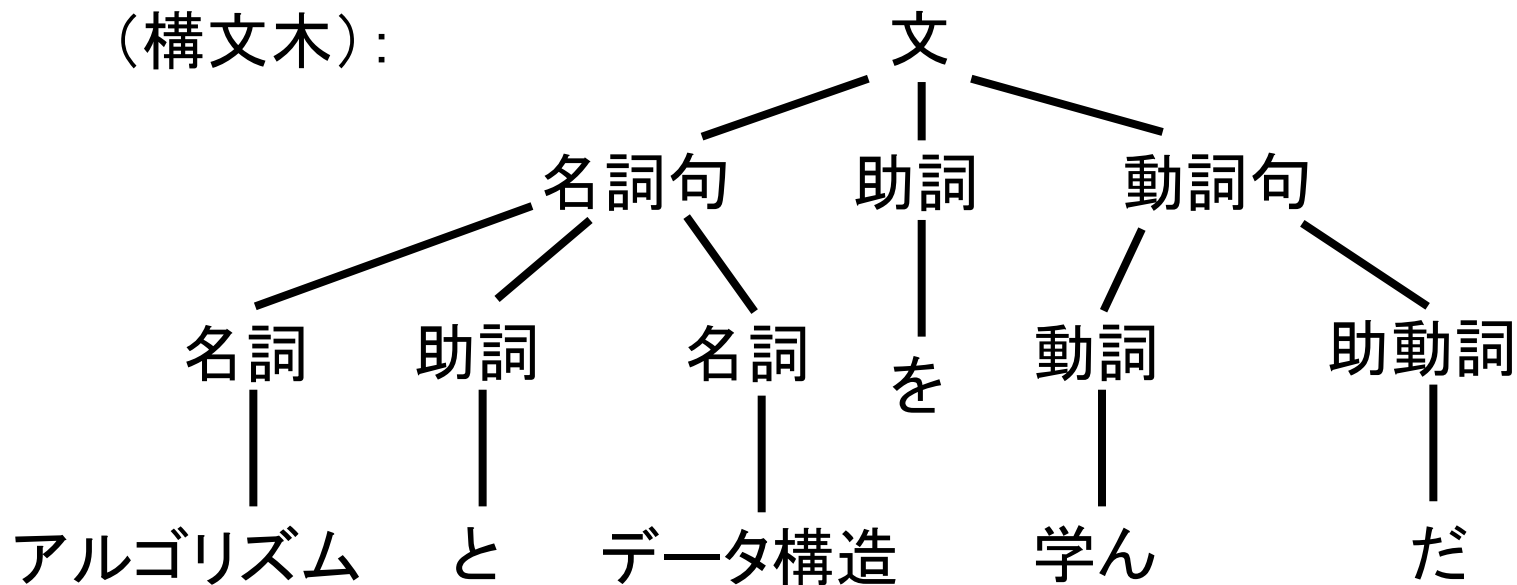 （構文木）: 文
名詞句 助詞 動詞句
名詞 助詞 名詞 を 動詞 助動詞
アルゴリズム と データ構造 学ん だ